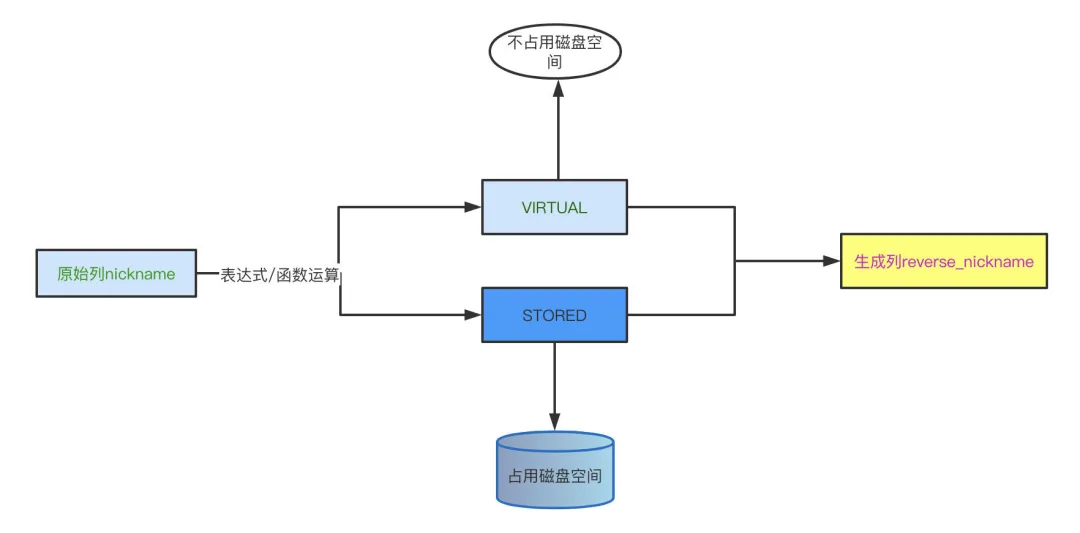 不占用磁盘空
间
VIRTUAL
原始列nickname
表达式/函数运算
生成列reverse_nickname
STORED
占用磁盘空间